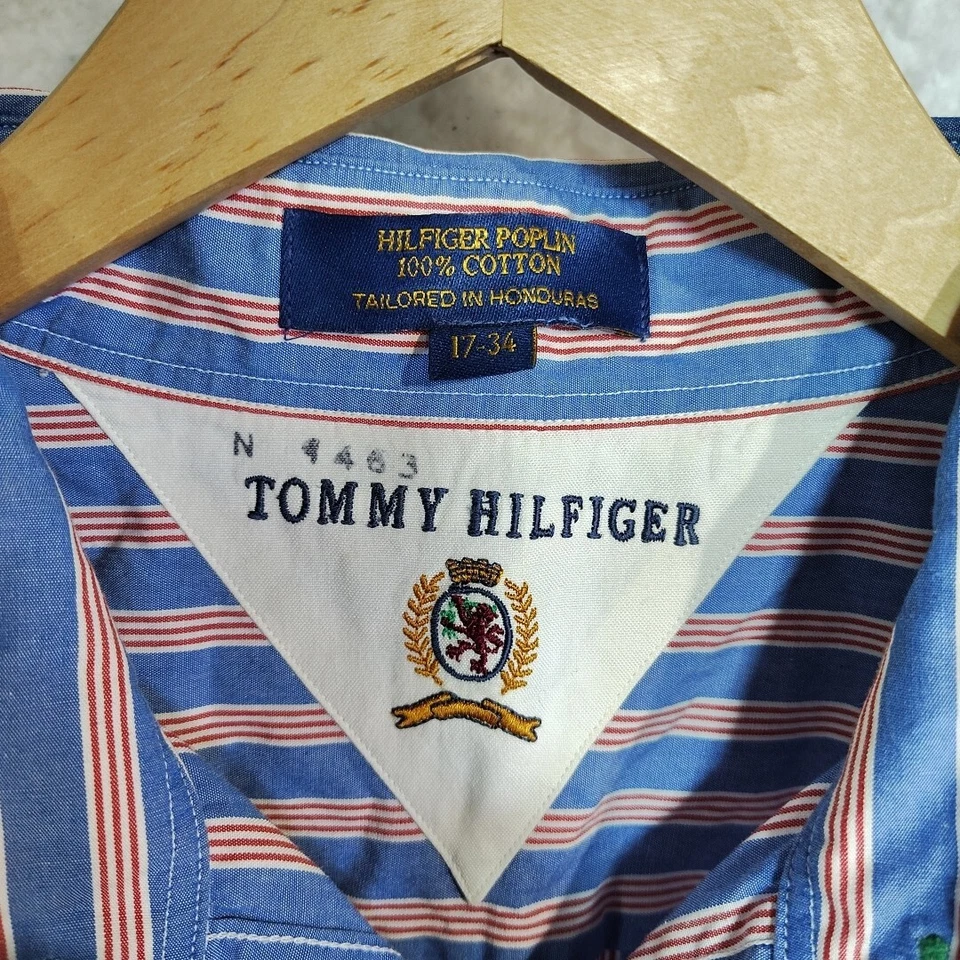 HILFIGER POPLIN
100% COTTON
TAILORED IN HONDURAS
17-34
N 4463
TOMMY HILFIGER